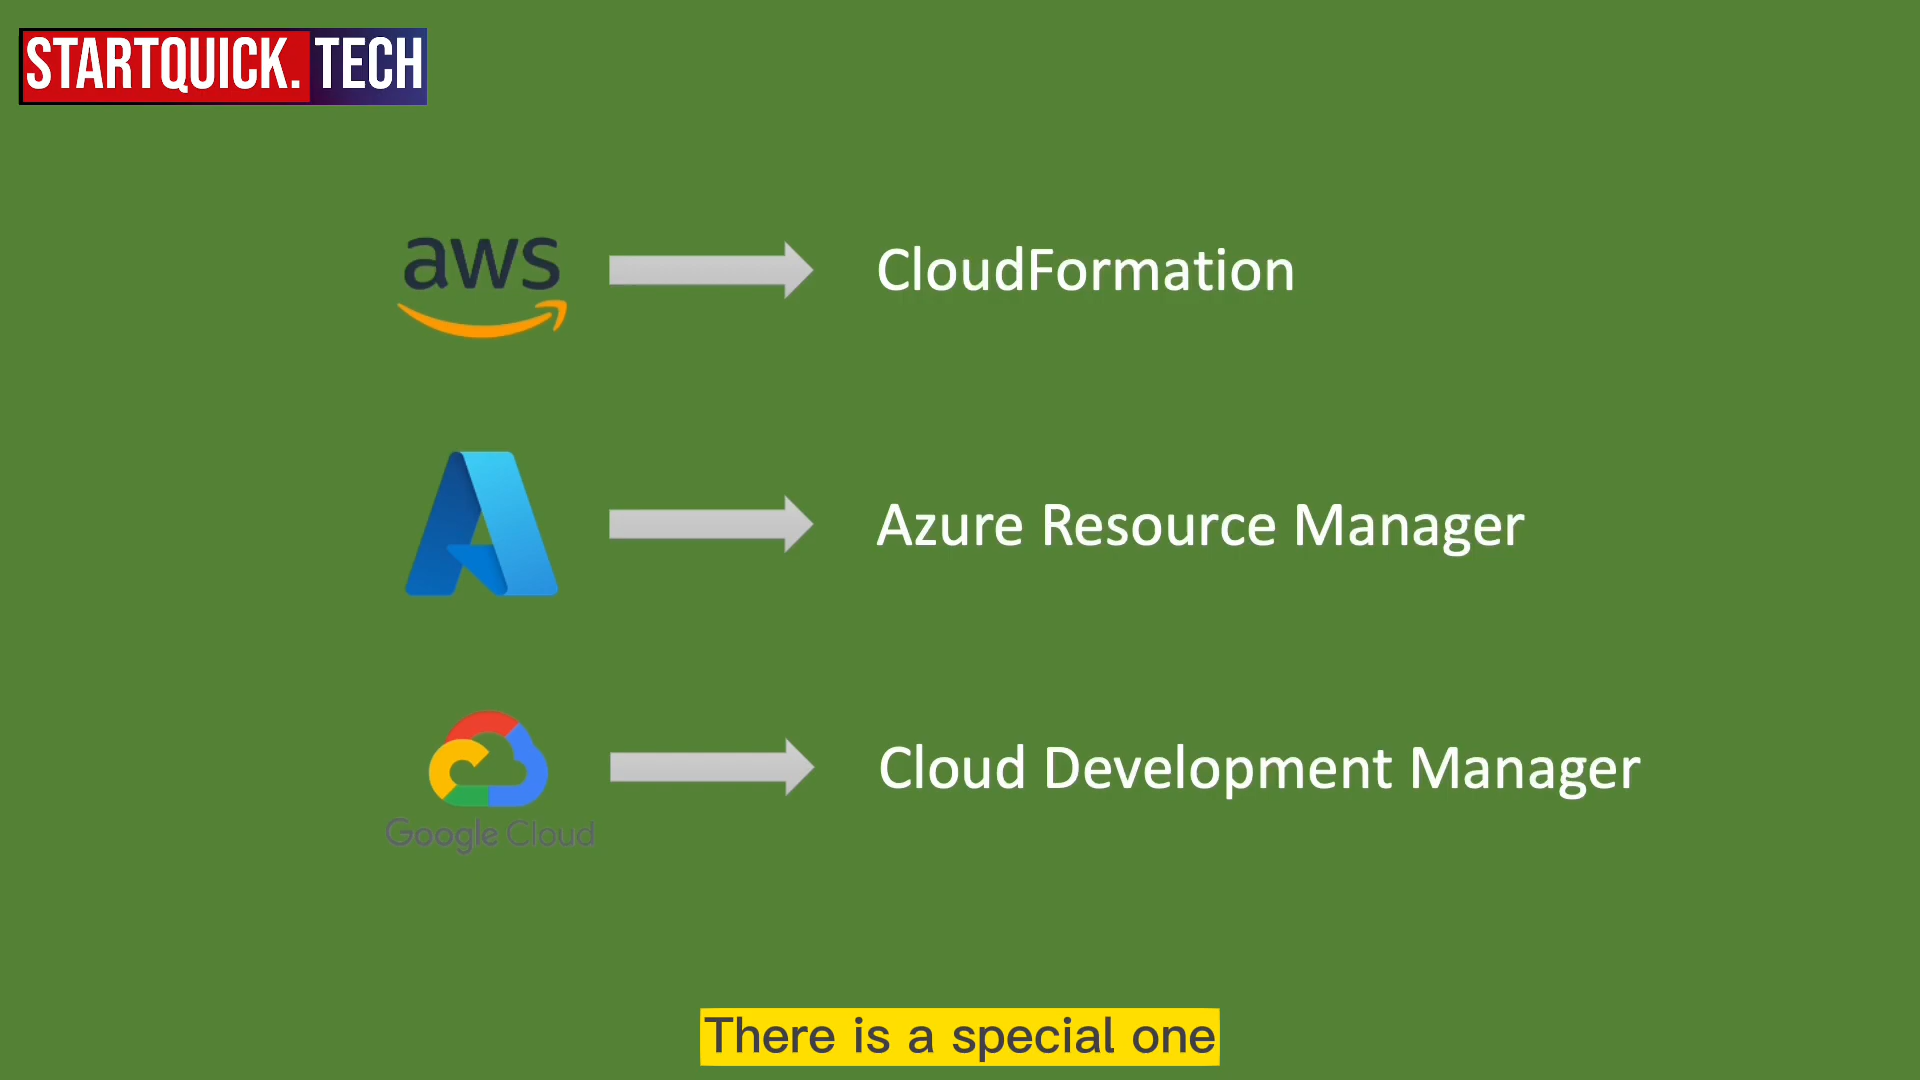 STARTQUICK. TECH
aws
CloudFormation
Azure Resource Manager
Cloud Development Manager
Google Cloud
There is a special one